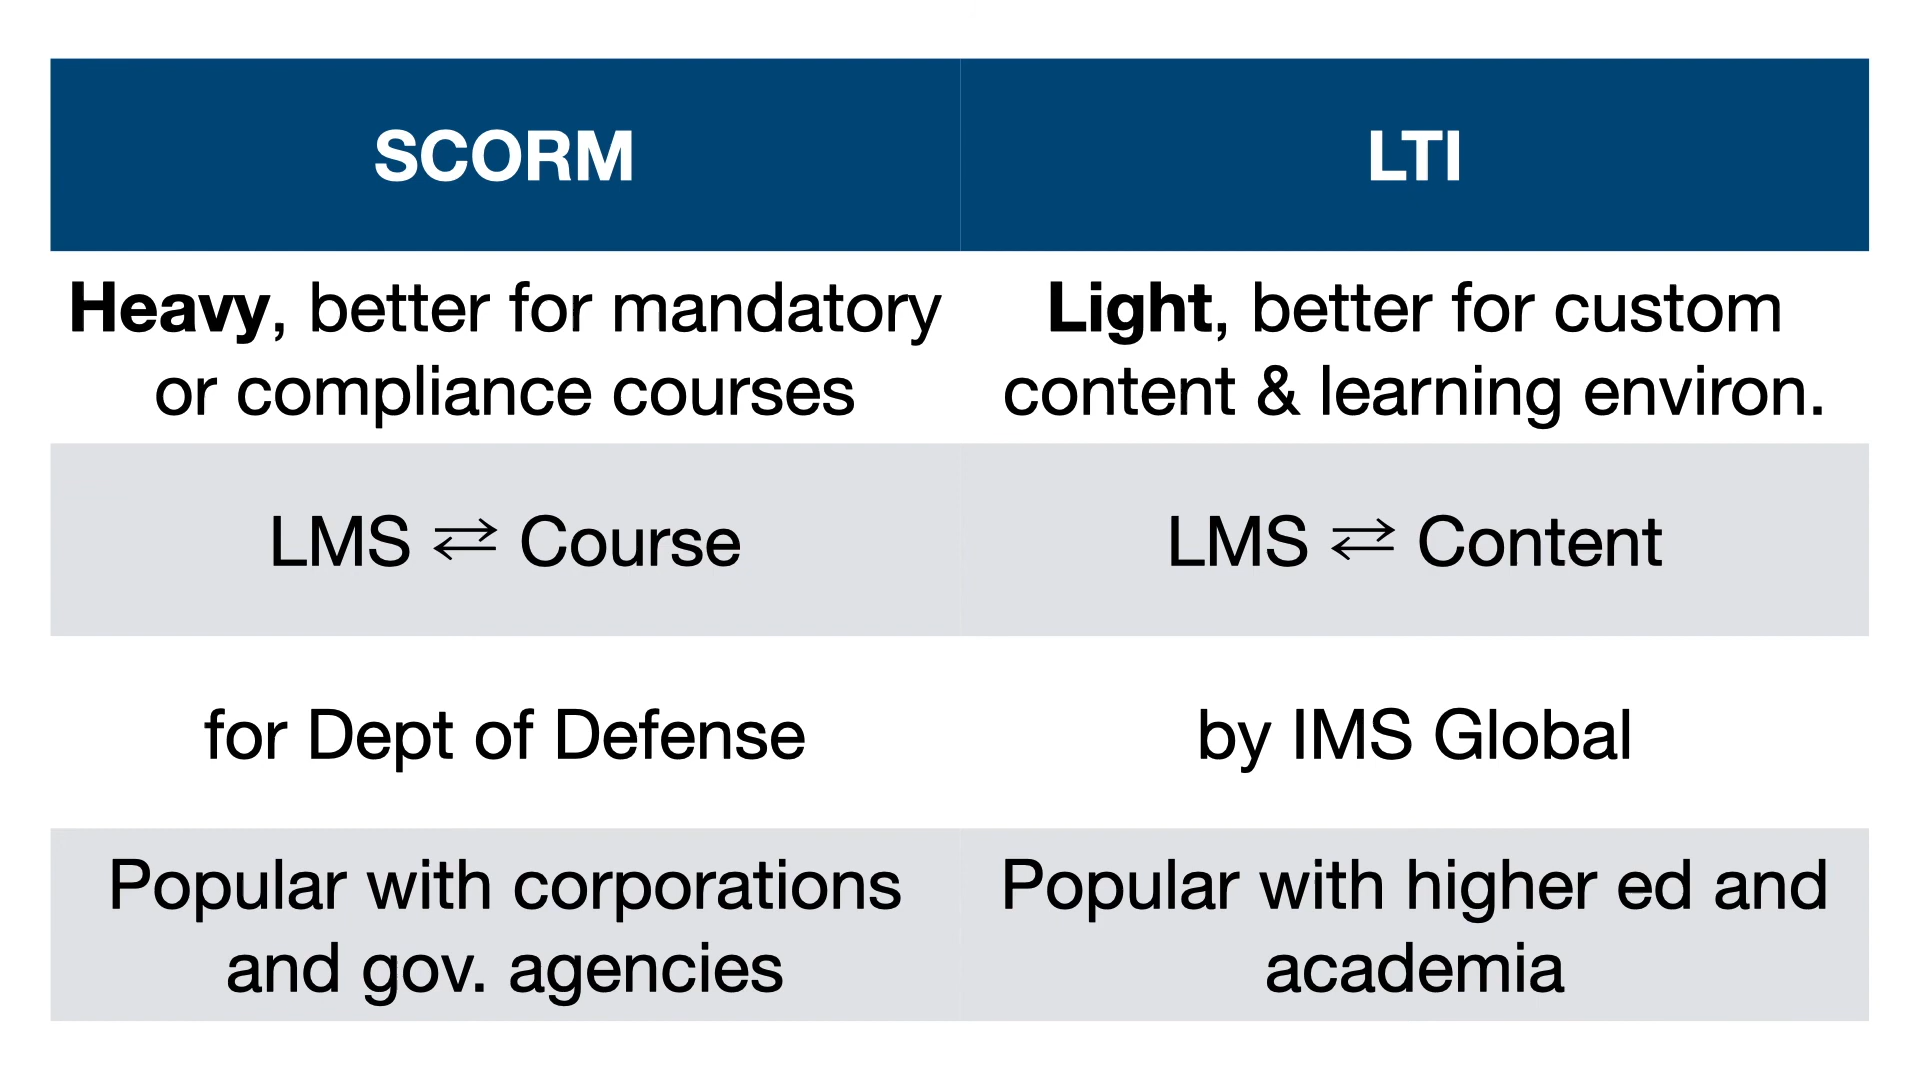 SCORM
LTI
Heavy, better for mandatory
or compliance courses
Light, better for custom
content & learning environ.
LMS ⇄ Course
LMS ⇄ Content
for Dept of Defense
by IMS Global
Popular with corporations
and gov. agencies
Popular with higher ed and
academia